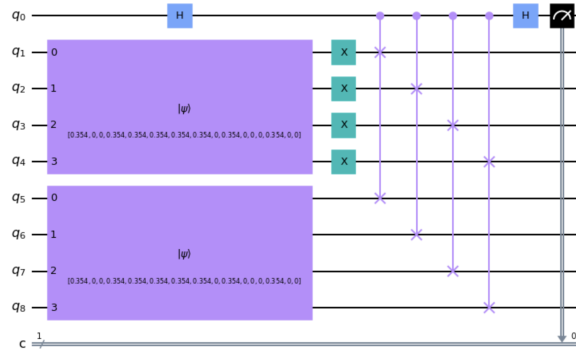 q₀ H
q₁ 0 X
q₂ 1 X
|ψ⟩
q₃ 2 X
[0.354, 0, 0, 0.354, 0.354, 0.354, 0.354, 0.354, 0.354, 0, 0, 0, 0, 0.354, 0, 0]
q₄ 3 X
q₅ 0
q₆ 1
|ψ⟩
q₇ 2
[0.354, 0, 0, 0.354, 0.354, 0.354, 0.354, 0.354, 0.354, 0, 0, 0, 0, 0.354, 0, 0]
q₈ 3
c 1 0
H